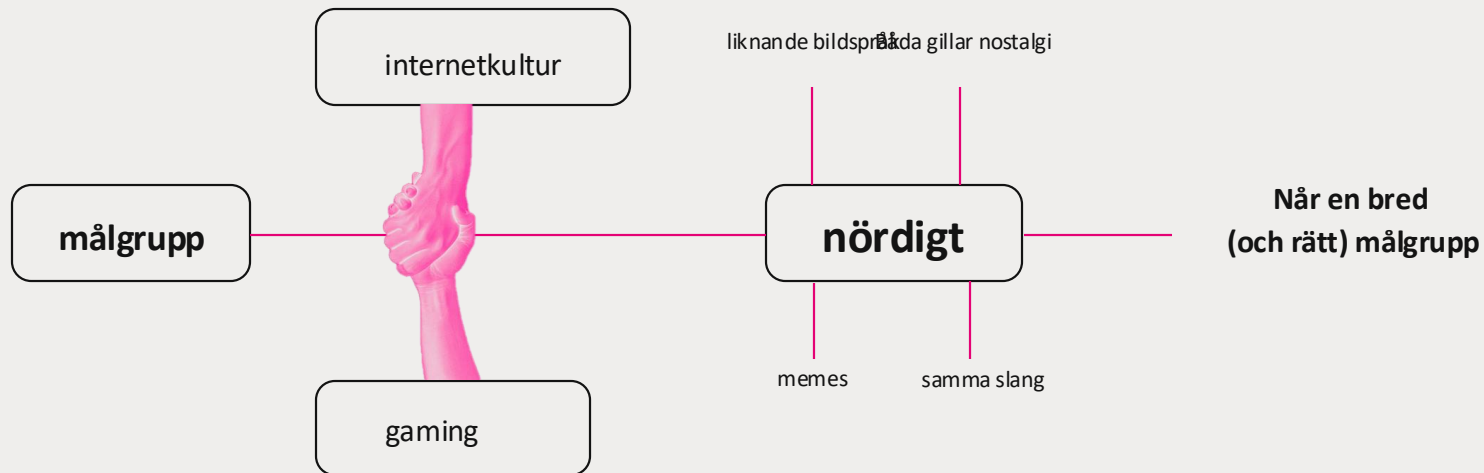 internetkultur
liknande bildspråk
Båda gillar nostalgi
målgrupp
nördigt
Når en bred
(och rätt) målgrupp
memes
samma slang
gaming